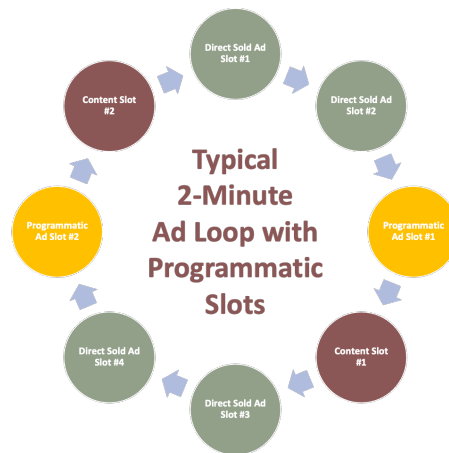 Direct Sold Ad
Slot #1
Direct Sold Ad
Slot #2
Programmatic
Ad Slot #1
Content Slot
#1
Direct Sold Ad
Slot #3
Direct Sold Ad
Slot #4
Programmatic
Ad Slot #2
Content Slot
#2
Typical
2-Minute
Ad Loop with
Programmatic
Slots